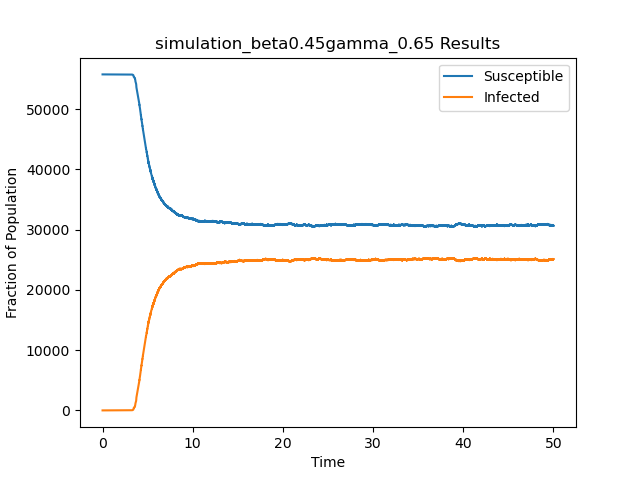 simulation_beta0.45gamma_0.65 Results
Susceptible
Infected
Fraction of Population
50000
40000
30000
20000
10000
0
0 10 20 30 40 50
Time